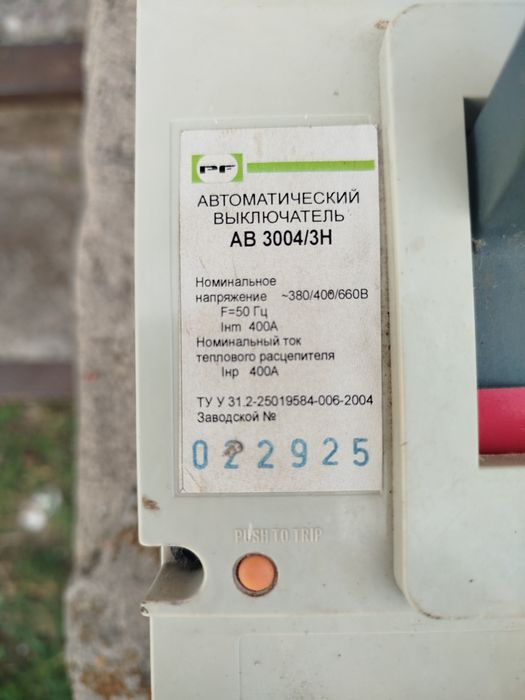 PF
АВТОМАТИЧЕСКИЙ
ВЫКЛЮЧАТЕЛЬ
АВ 3004/3Н
Номинальное
напряжение ~380/400/660В
F=50 Гц
Iнm 400А
Номинальный ток
теплового расцепителя
Iнр 400А
ТУ У 31.2-25019584-006-2004
Заводской №
022925
PUSH TO TRIP